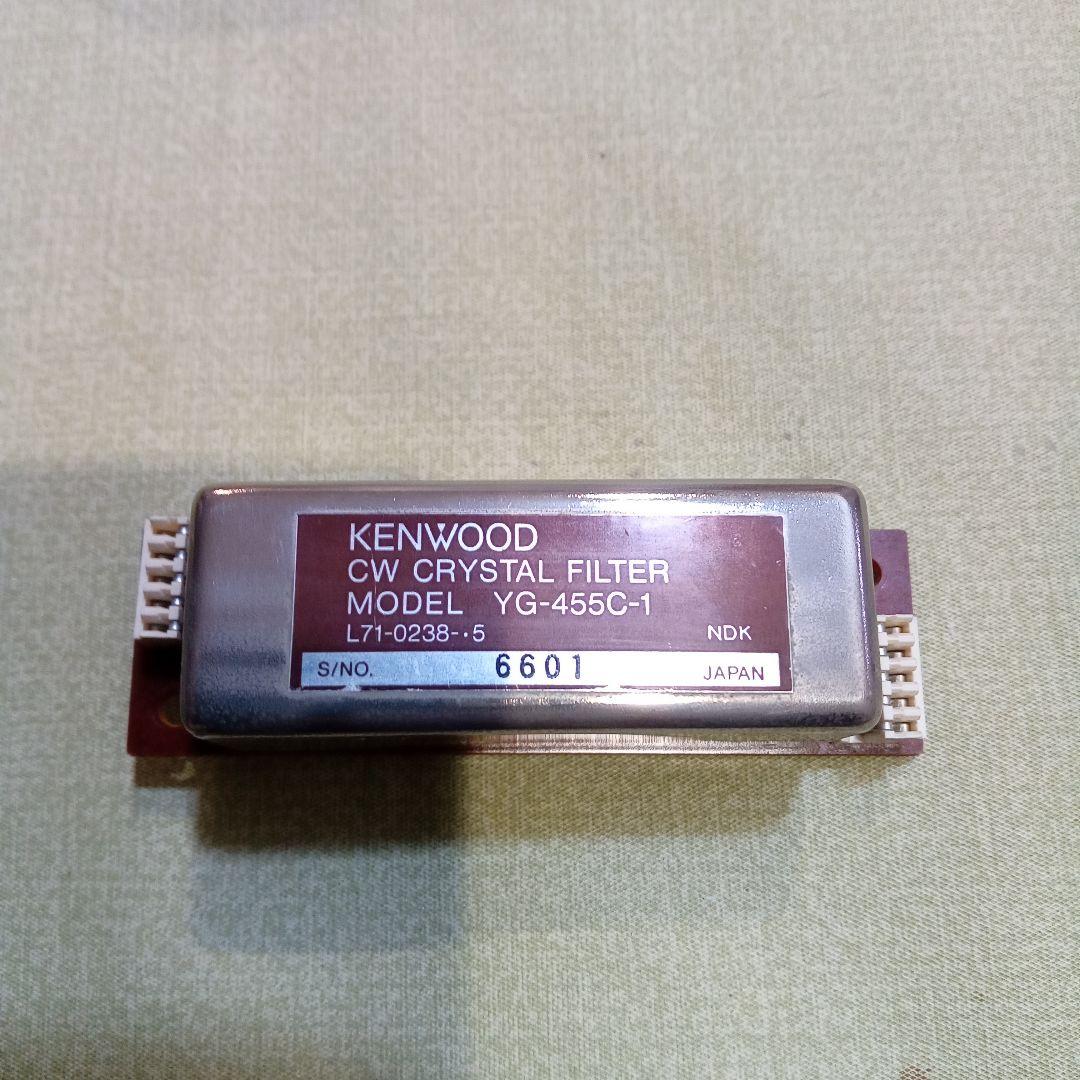 KENWOOD
CW CRYSTAL FILTER
MODEL YG-455C-1
L71-0238-·5 NDK
S/NO. 6601 JAPAN